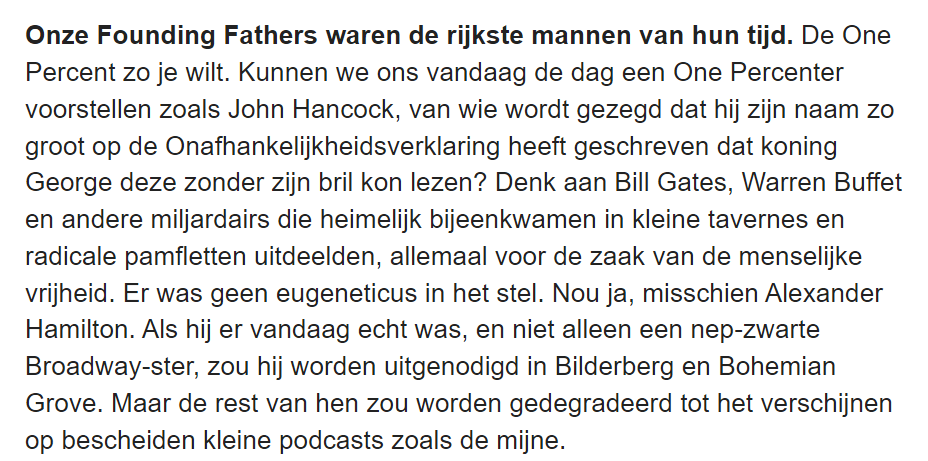 Onze Founding Fathers waren de rijkste mannen van hun tijd. De One
Percent zo je wilt. Kunnen we ons vandaag de dag een One Percenter
voorstellen zoals John Hancock, van wie wordt gezegd dat hij zijn naam zo
groot op de Onafhankelijkheidsverklaring heeft geschreven dat koning
George deze zonder zijn bril kon lezen? Denk aan Bill Gates, Warren Buffet
en andere miljardairs die heimelijk bijeenkwamen in kleine tavernes en
radicale pamfletten uitdeelden, allemaal voor de zaak van de menselijke
vrijheid. Er was geen eugeneticus in het stel. Nou ja, misschien Alexander
Hamilton. Als hij er vandaag echt was, en niet alleen een nep-zwarte
Broadway-ster, zou hij worden uitgenodigd in Bilderberg en Bohemian
Grove. Maar de rest van hen zou worden gedegradeerd tot het verschijnen
op bescheiden kleine podcasts zoals de mijne.